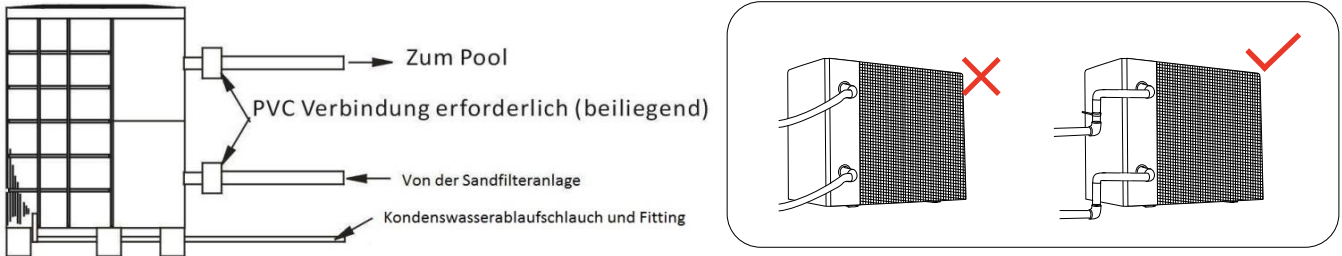 Zum Pool
PVC Verbindung erforderlich (beiliegend)
Von der Sandfilteranlage
Kondenswasserablaufschlauch und Fitting